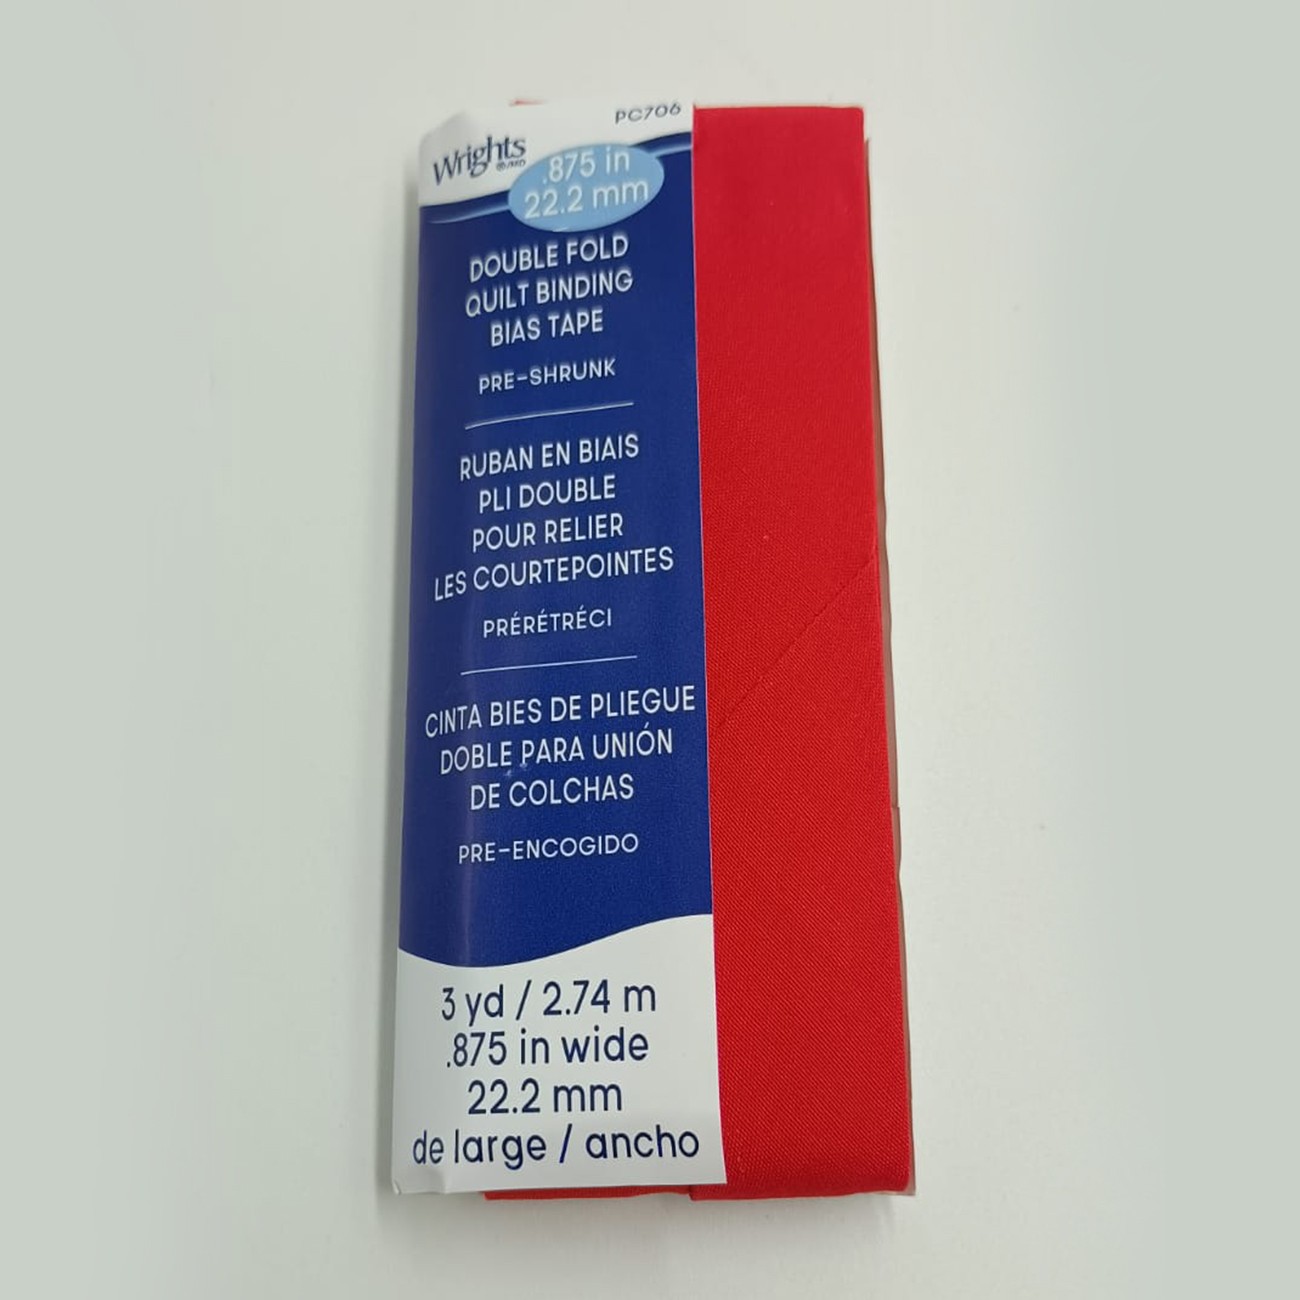 PC706
Wrights
®/MD
.875 in
22.2 mm
DOUBLE FOLD
QUILT BINDING
BIAS TAPE
PRE-SHRUNK
RUBAN EN BIAIS
PLI DOUBLE
POUR RELIER
LES COURTEPOINTES
PRÉRÉTRÉCI
CINTA BIES DE PLIEGUE
DOBLE PARA UNIÓN
DE COLCHAS
PRE-ENCOGIDO
3 yd / 2.74 m
.875 in wide
22.2 mm
de large / ancho